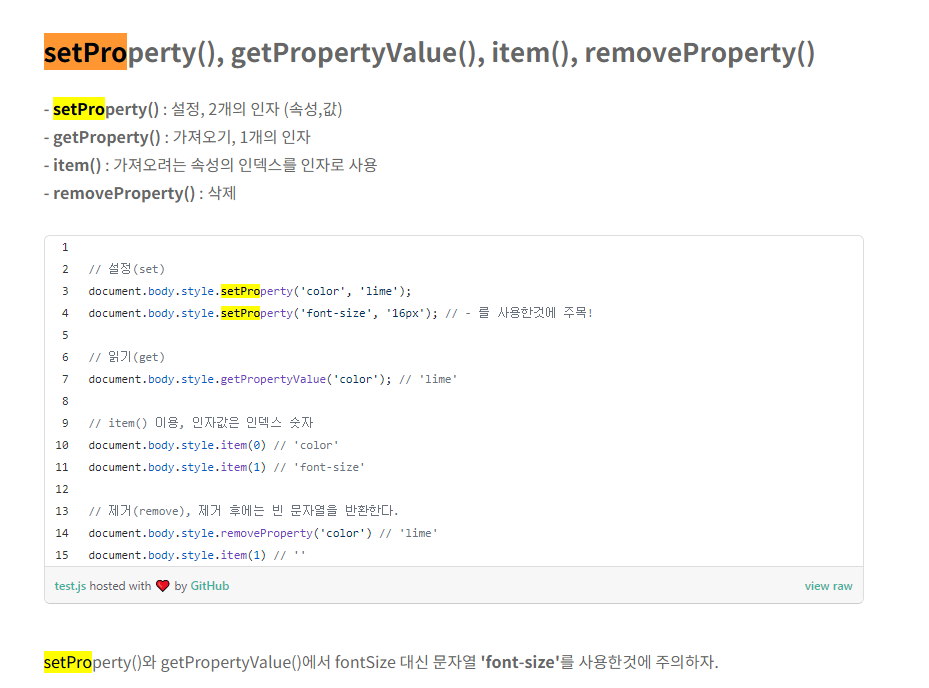 setProperty(), getPropertyValue(), item(), removeProperty()
- setProperty() : 설정, 2개의 인자 (속성,값)
- getProperty() : 가져오기, 1개의 인자
- item() : 가져오려는 속성의 인덱스를 인자로 사용
- removeProperty() : 삭제
1
2 // 설정(set)
3 document.body.style.setProperty('color', 'lime');
4 document.body.style.setProperty('font-size', '16px'); // - 를 사용한것에 주목!
5
6 // 읽기(get)
7 document.body.style.getPropertyValue('color'); // 'lime'
8
9 // item() 이용, 인자값은 인덱스 숫자
10 document.body.style.item(0) // 'color'
11 document.body.style.item(1) // 'font-size'
12
13 // 제거(remove), 제거 후에는 빈 문자열을 반환한다.
14 document.body.style.removeProperty('color') // 'lime'
15 document.body.style.item(1) // ''
test.js hosted with ❤ by GitHub view raw
setProperty()와 getPropertyValue()에서 fontSize 대신 문자열 'font-size'를 사용한것에 주의하자.